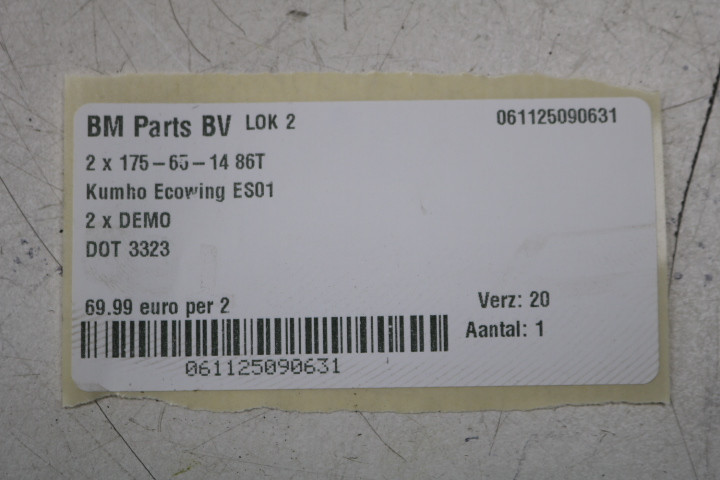 BM Parts BV LOK 2 061125090631
2 x 175-65-14 86T
Kumho Ecowing ES01
2 x DEMO
DOT 3323
69.99 euro per 2 Verz: 20
Aantal: 1
061125090631